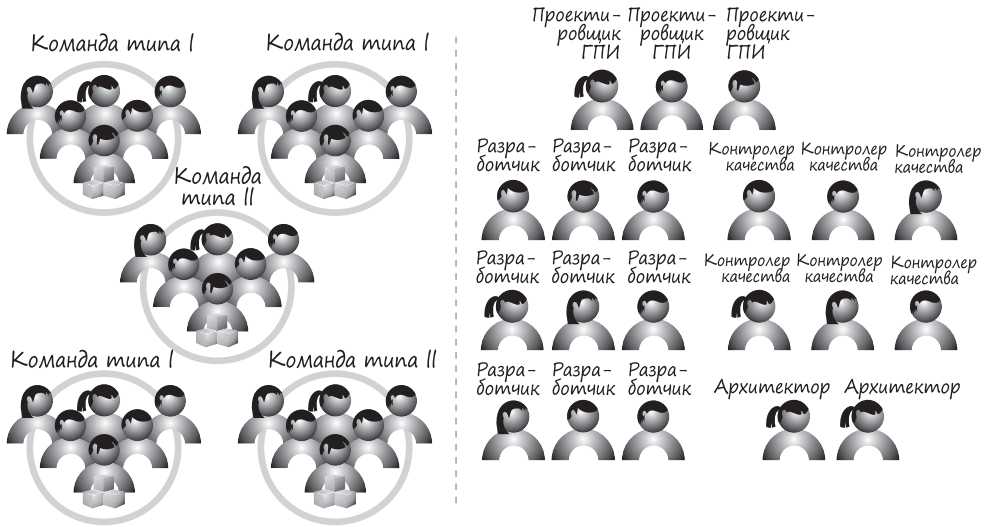 Команда типа I
Команда типа I
Команда
типа II
Команда типа I
Команда типа II
Проекти-
ровщик
ГПИ
Проекти-
ровщик
ГПИ
Проекти-
ровщик
ГПИ
Разра-
ботчик
Разра-
ботчик
Разра-
ботчик
Контролер
качества
Контролер
качества
Контролер
качества
Разра-
ботчик
Разра-
ботчик
Разра-
ботчик
Контролер
качества
Контролер
качества
Контролер
качества
Разра-
ботчик
Разра-
ботчик
Разра-
ботчик
Архитектор
Архитектор